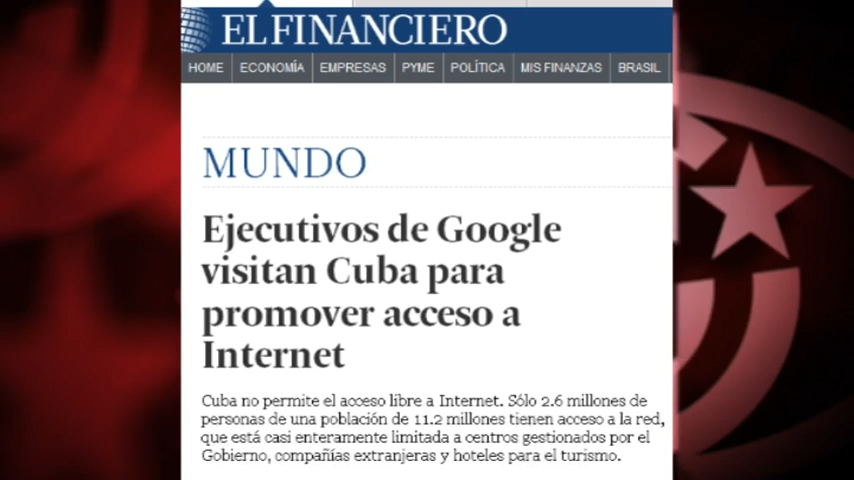 EL FINANCIERO
HOME ECONOMÍA EMPRESAS PYME POLÍTICA MIS FINANZAS BRASIL
MUNDO
Ejecutivos de Google
visitan Cuba para
promover acceso a
Internet
Cuba no permite el acceso libre a Internet. Sólo 2.6 millones de
personas de una población de 11.2 millones tienen acceso a la red,
que está casi enteramente limitada a centros gestionados por el
Gobierno, compañías extranjeras y hoteles para el turismo.